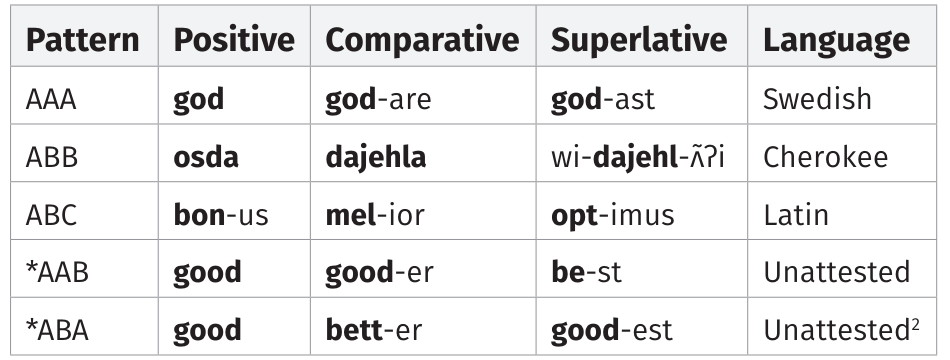 Pattern Positive Comparative Superlative Language
AAA god god-are god-ast Swedish
ABB osda dajehla wi-dajehl-ʌ̃ʔi Cherokee
ABC bon-us mel-ior opt-imus Latin
*AAB good good-er be-st Unattested
*ABA good bett-er good-est Unattested²